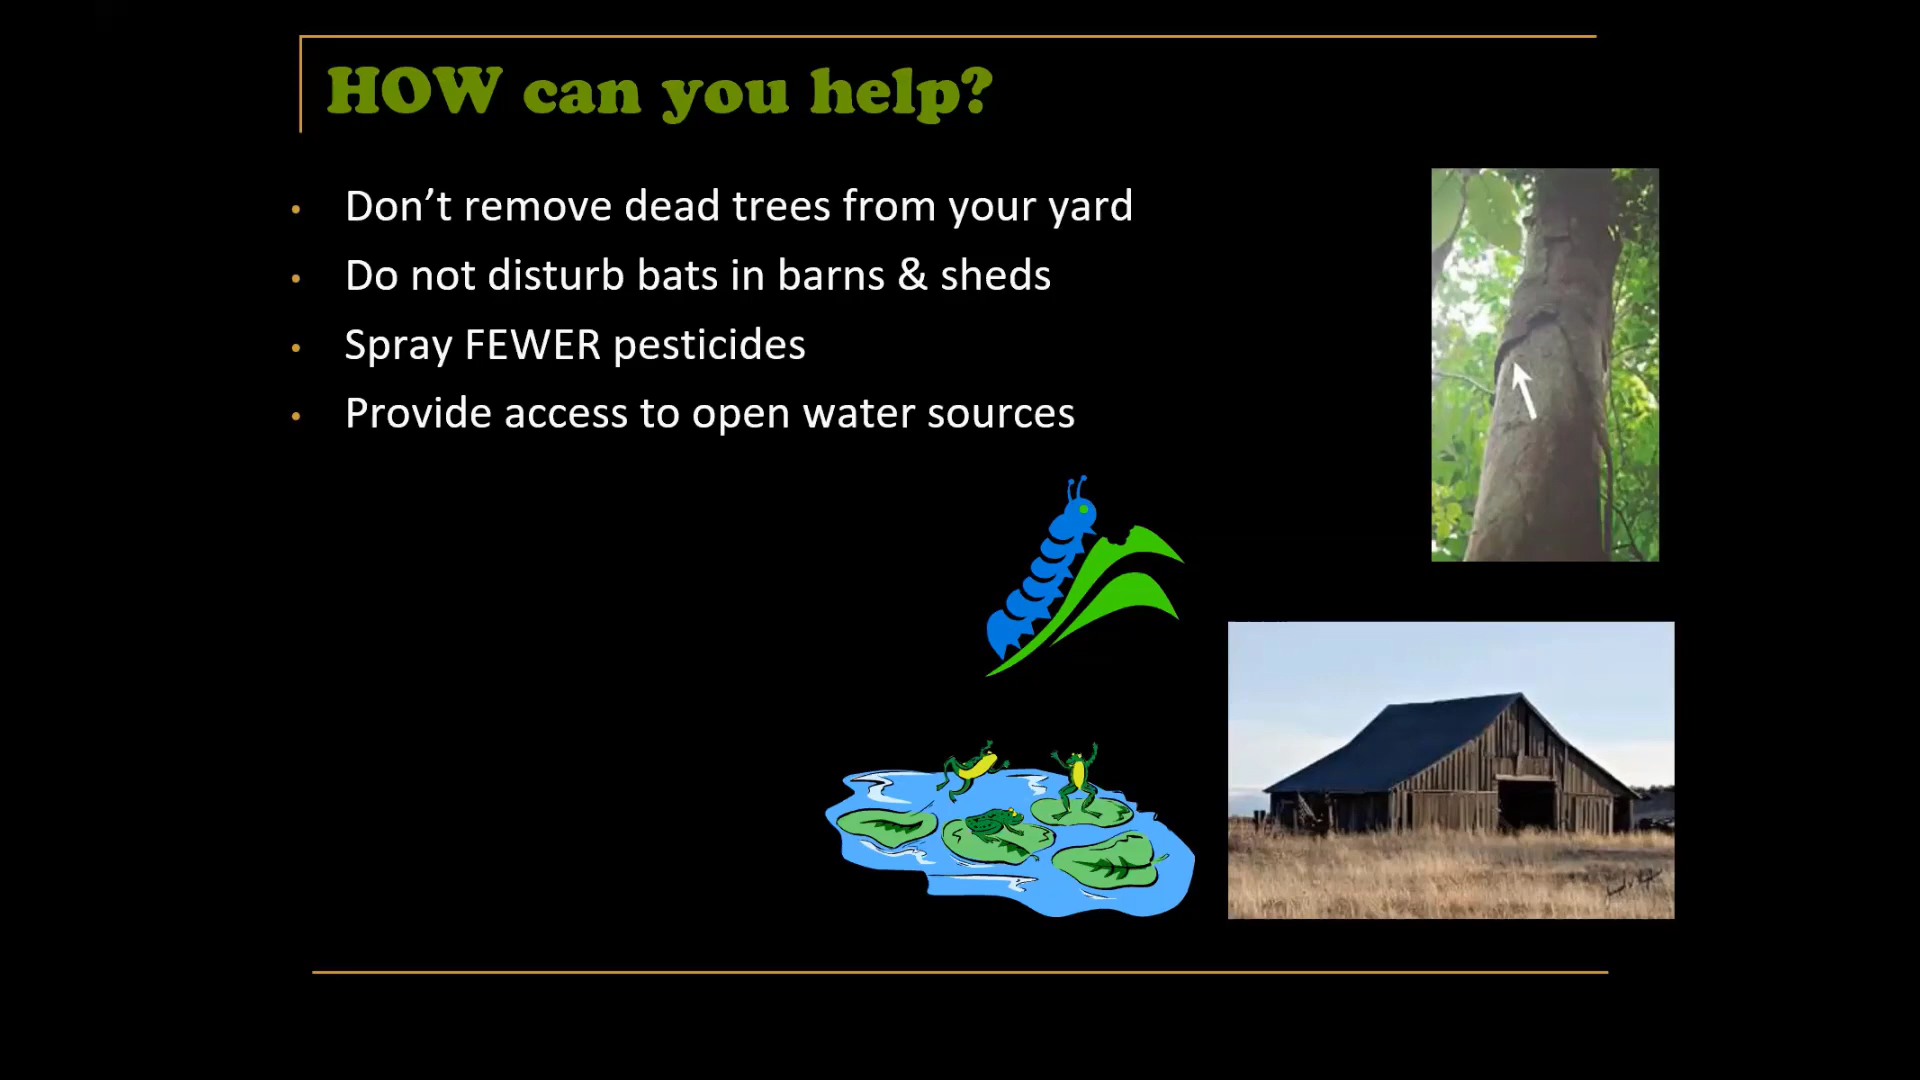 HOW can you help?
• Don’t remove dead trees from your yard
• Do not disturb bats in barns & sheds
• Spray FEWER pesticides
• Provide access to open water sources